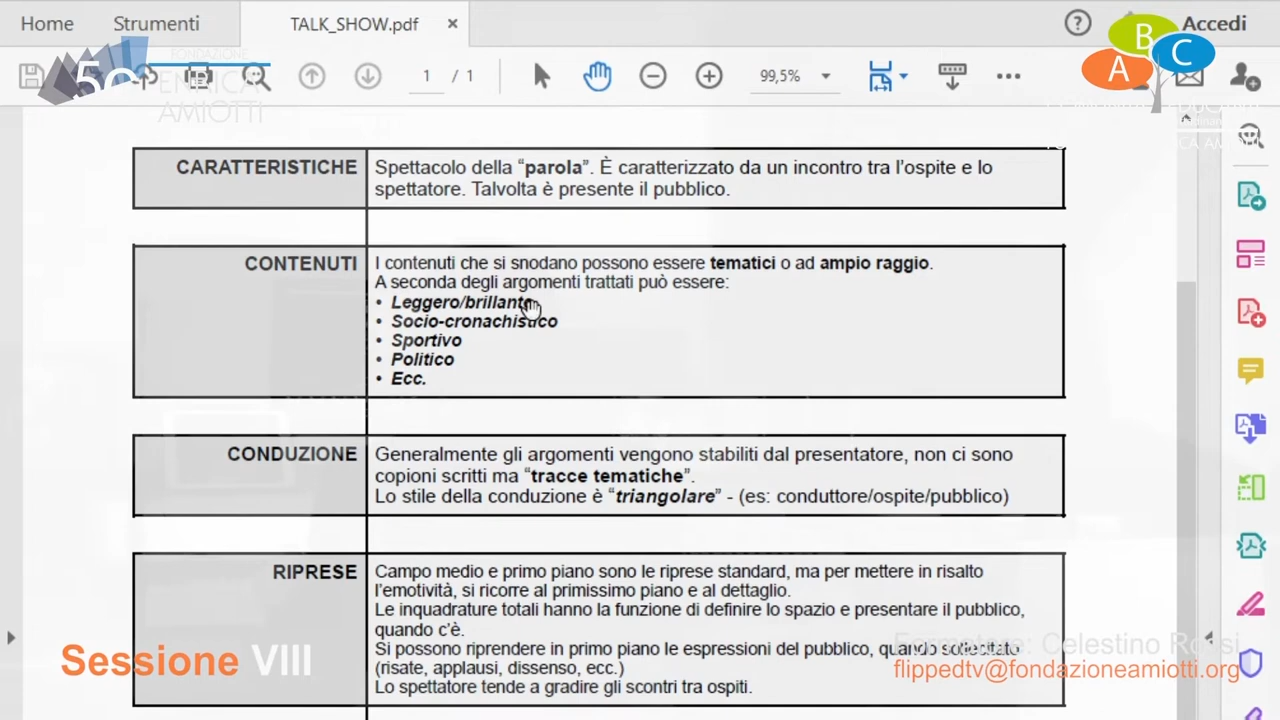 Home
Strumenti
TALK_SHOW.pdf
Accedi
50
FONDAZIONE
ENRICA
AMIOTTI
1 / 1
99,5%
A B C
CARATTERISTICHE
Spettacolo della “parola”. È caratterizzato da un incontro tra l’ospite e lo
spettatore. Talvolta è presente il pubblico.
CONTENUTI
I contenuti che si snodano possono essere tematici o ad ampio raggio.
A seconda degli argomenti trattati può essere:
• Leggero/brillante
• Socio-cronachistico
• Sportivo
• Politico
• Ecc.
CONDUZIONE
Generalmente gli argomenti vengono stabiliti dal presentatore, non ci sono
copioni scritti ma “tracce tematiche”.
Lo stile della conduzione è “triangolare” - (es: conduttore/ospite/pubblico)
RIPRESE
Campo medio e primo piano sono le riprese standard, ma per mettere in risalto
l’emotività, si ricorre al primissimo piano e al dettaglio.
Le inquadrature totali hanno la funzione di definire lo spazio e presentare il pubblico,
quando c’è.
Si possono riprendere in primo piano le espressioni del pubblico, quando sollecitato
(risate, applausi, dissenso, ecc.)
Lo spettatore tende a gradire gli scontri tra ospiti.
Sessione VIII
Formatore: Celestino Rossi
flippedtv@fondazioneamiotti.org